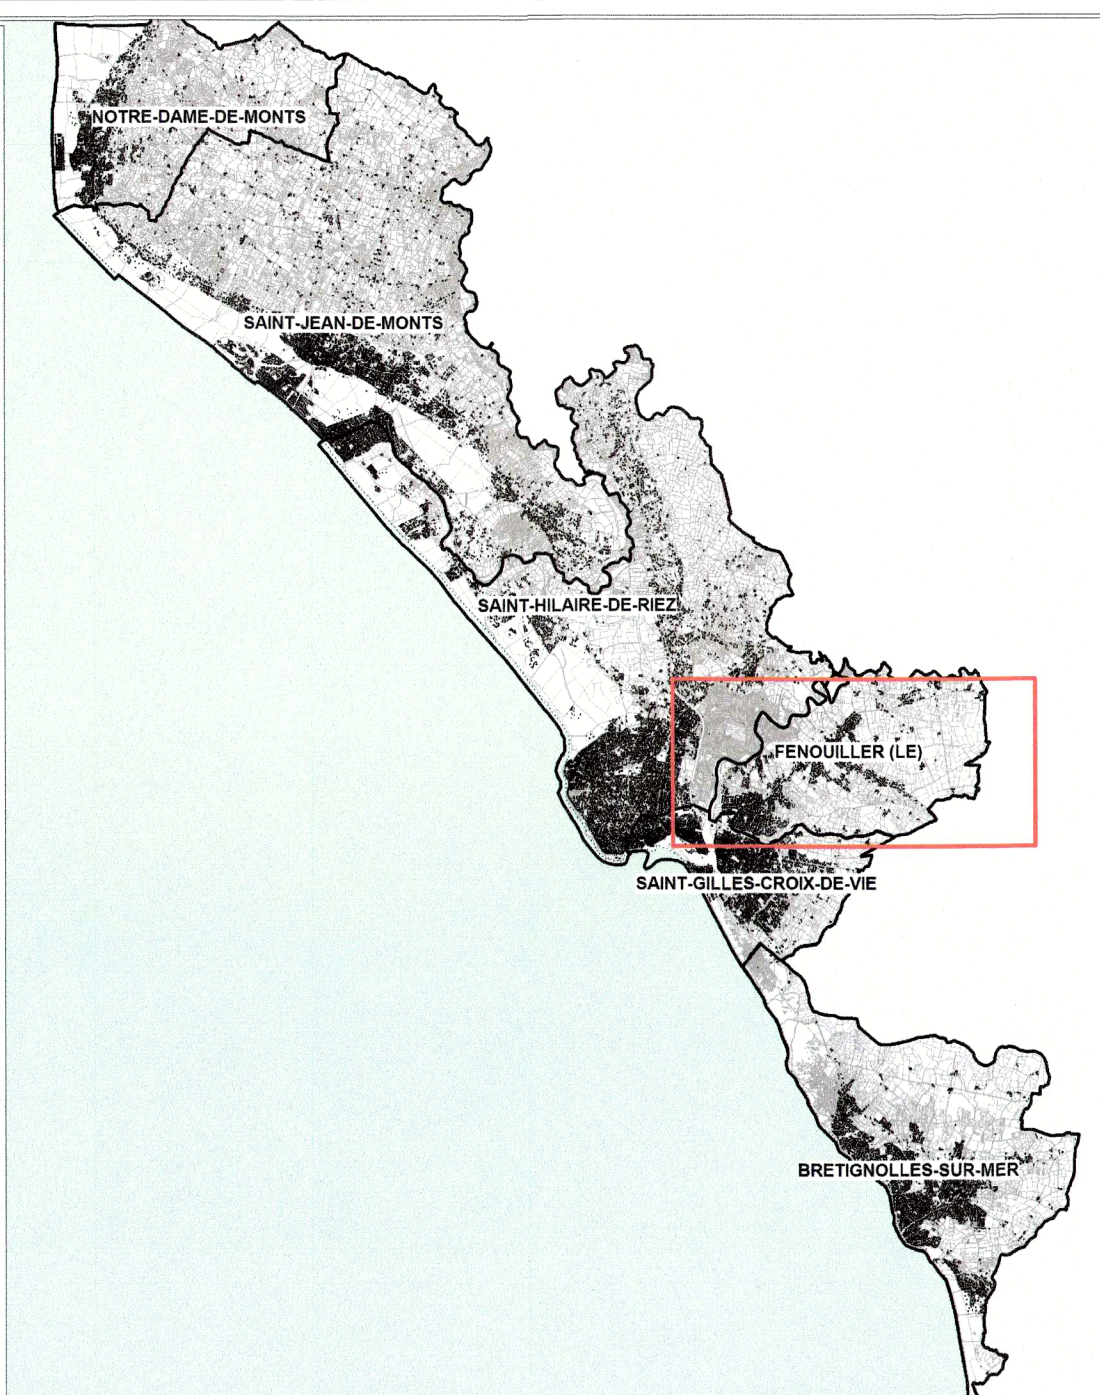 NOTRE-DAME-DE-MONTS
SAINT-JEAN-DE-MONTS
SAINT-HILAIRE-DE-RIEZ
FENOUILLER (LE)
SAINT-GILLES-CROIX-DE-VIE
BRETIGNOLLES-SUR-MER